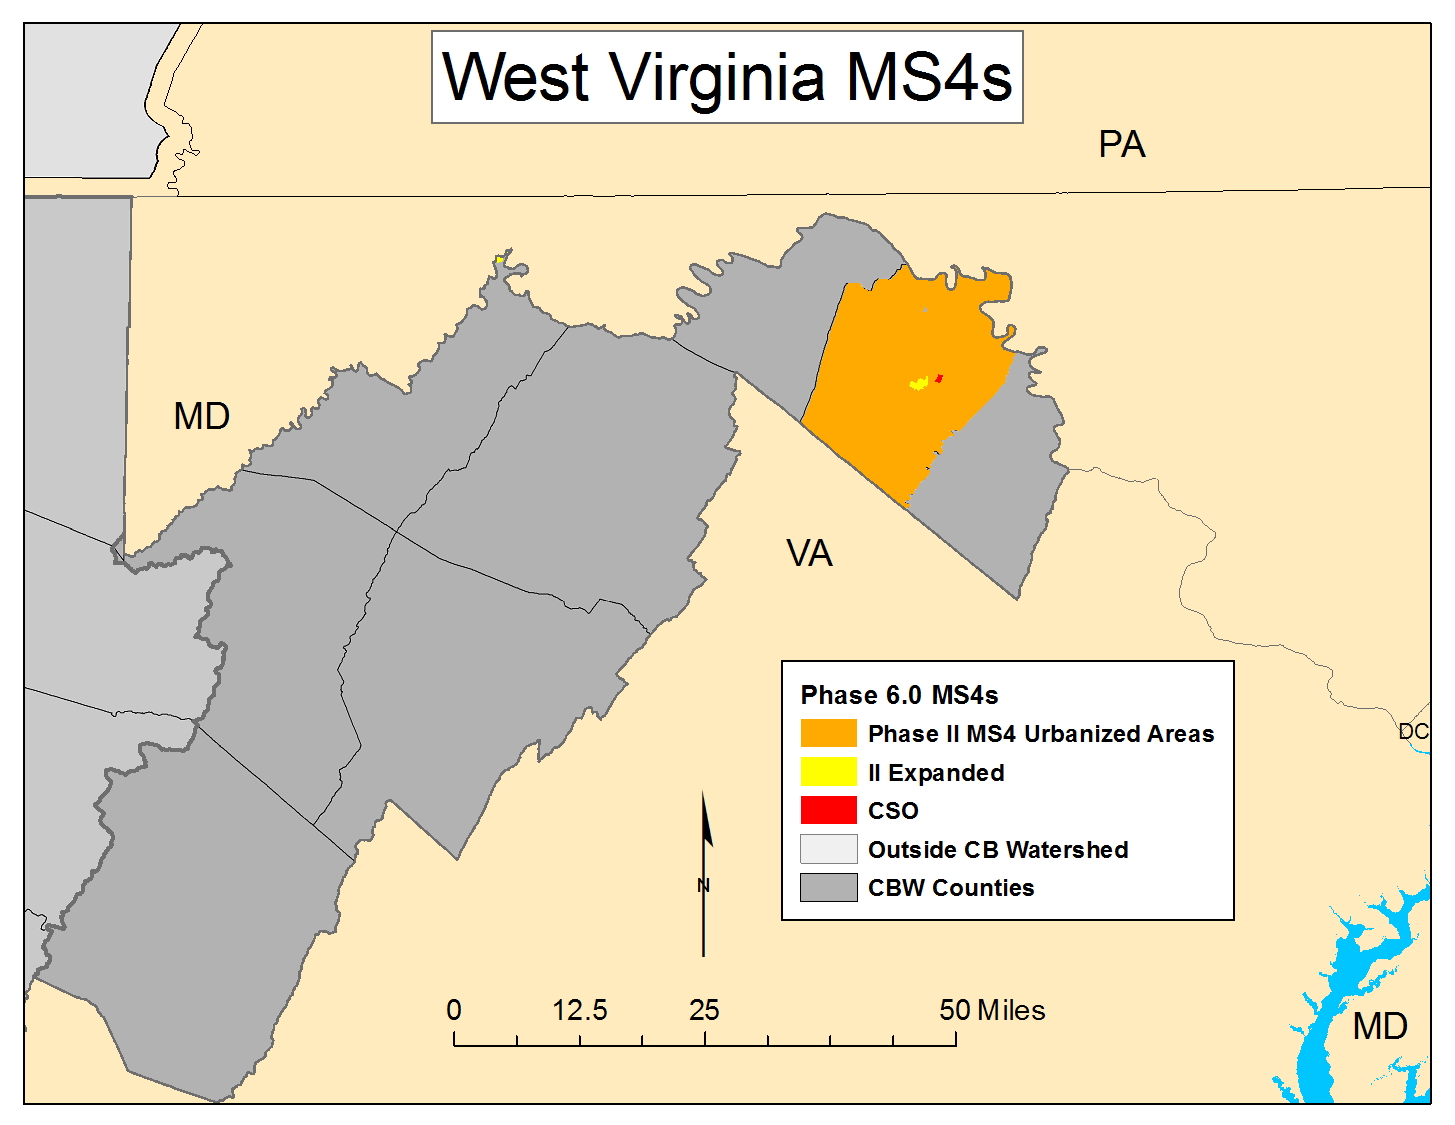 West Virginia MS4s
PA
MD
VA
Phase 6.0 MS4s
Phase II MS4 Urbanized Areas
II Expanded
CSO
Outside CB Watershed
CBW Counties
DC
N
0 12.5 25 50 Miles
MD